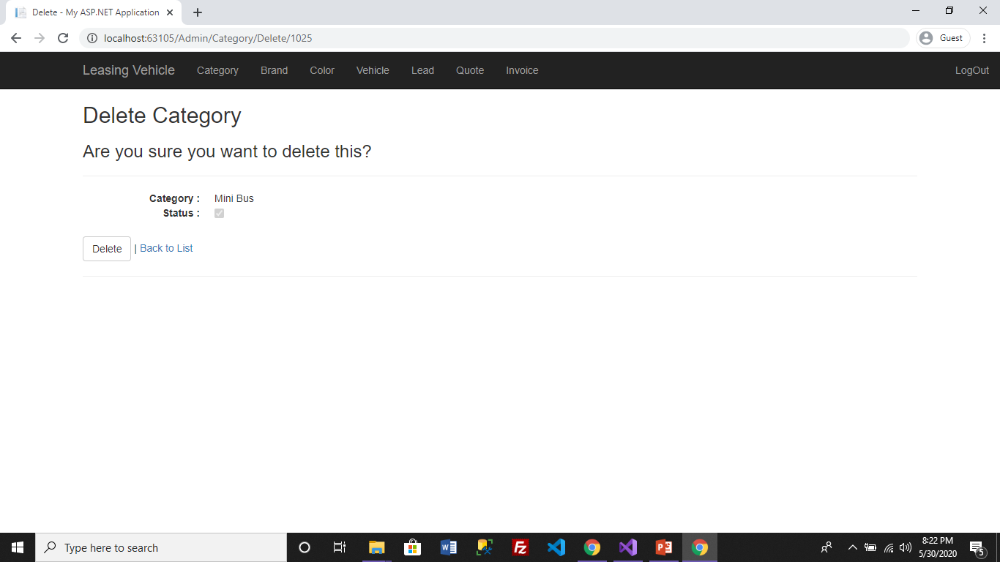 Delete - My ASP.NET Application
localhost:63105/Admin/Category/Delete/1025
Guest
Leasing Vehicle Category Brand Color Vehicle Lead Quote Invoice LogOut
Delete Category
Are you sure you want to delete this?
Category : Mini Bus
Status :
Delete | Back to List
Type here to search
8:22 PM
5/30/2020
5